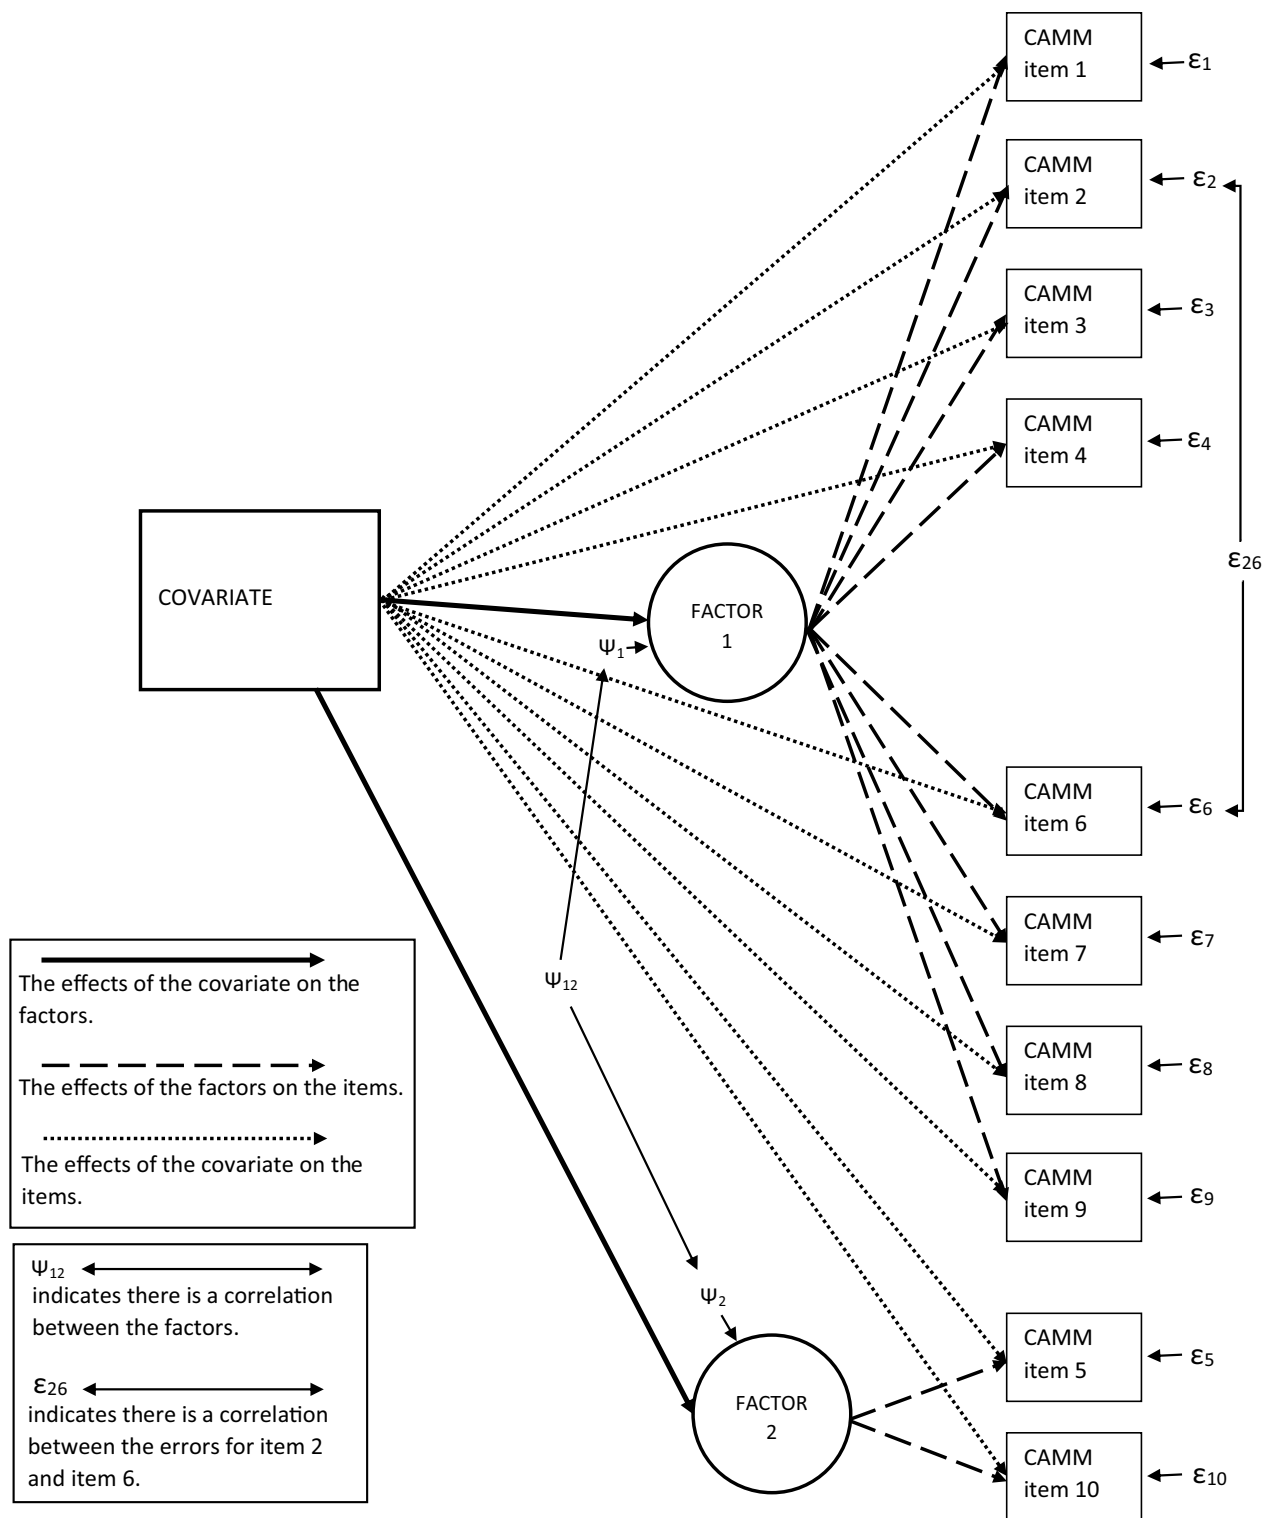 CAMM
item 1
ε1
CAMM
item 2
ε2
CAMM
item 3
ε3
CAMM
item 4
ε4
ε26
COVARIATE
FACTOR
1
Ψ1
CAMM
item 6
ε6
CAMM
item 7
ε7
Ψ12
The effects of the covariate on the
factors.
The effects of the factors on the items.
The effects of the covariate on the
items.
CAMM
item 8
ε8
CAMM
item 9
ε9
Ψ12
indicates there is a correlation
between the factors.
ε26
indicates there is a correlation
between the errors for item 2
and item 6.
Ψ2
FACTOR
2
CAMM
item 5
ε5
CAMM
item 10
ε10